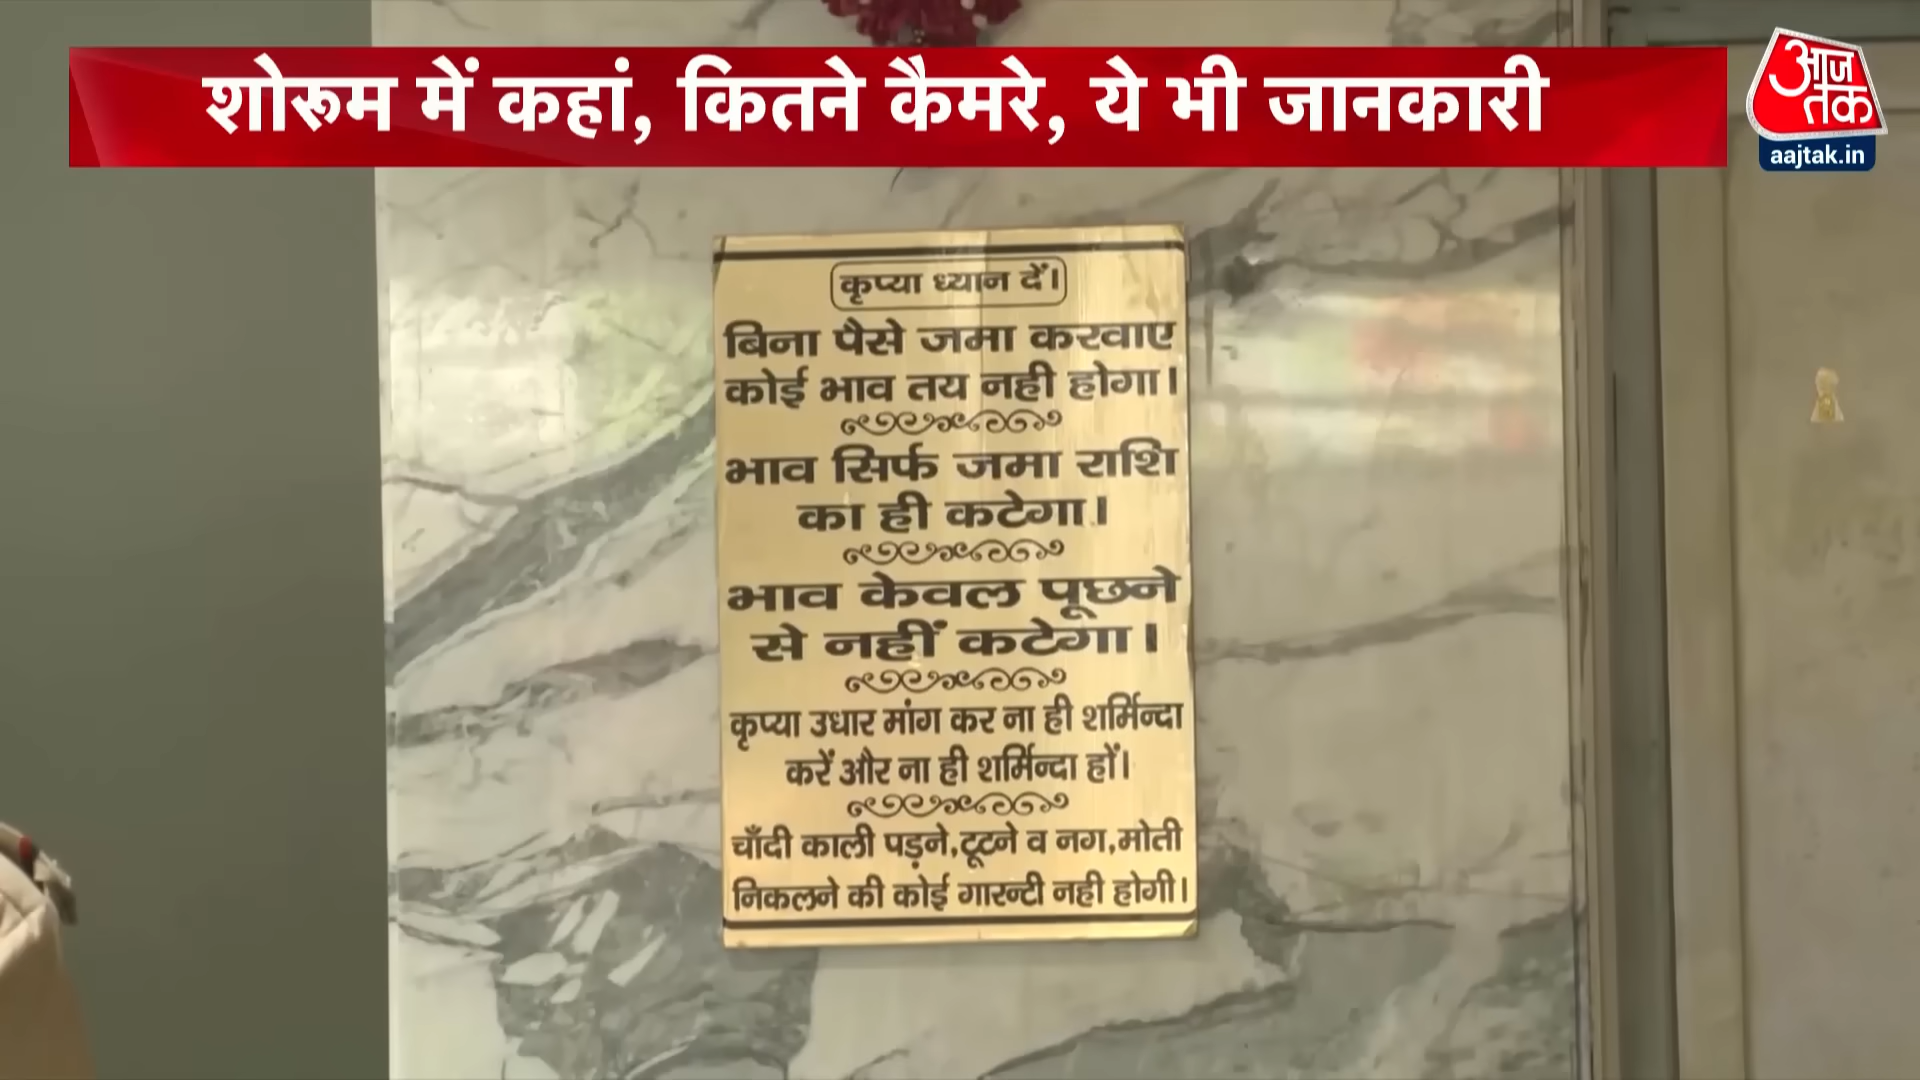 शोरूम में कहां, कितने कैमरे, ये भी जानकारी
आज
तक
aajtak.in
कृप्या ध्यान दें।
बिना पैसे जमा करवाए
कोई भाव तय नही होगा।
भाव सिर्फ जमा राशि
का ही कटेगा।
भाव केवल पूछने
से नहीं कटेगा।
कृप्या उधार मांग कर ना ही शर्मिन्दा
करें और ना ही शर्मिन्दा हों।
चाँदी काली पड़ने,टूटने व नग,मोती
निकलने की कोई गारन्टी नही होगी।